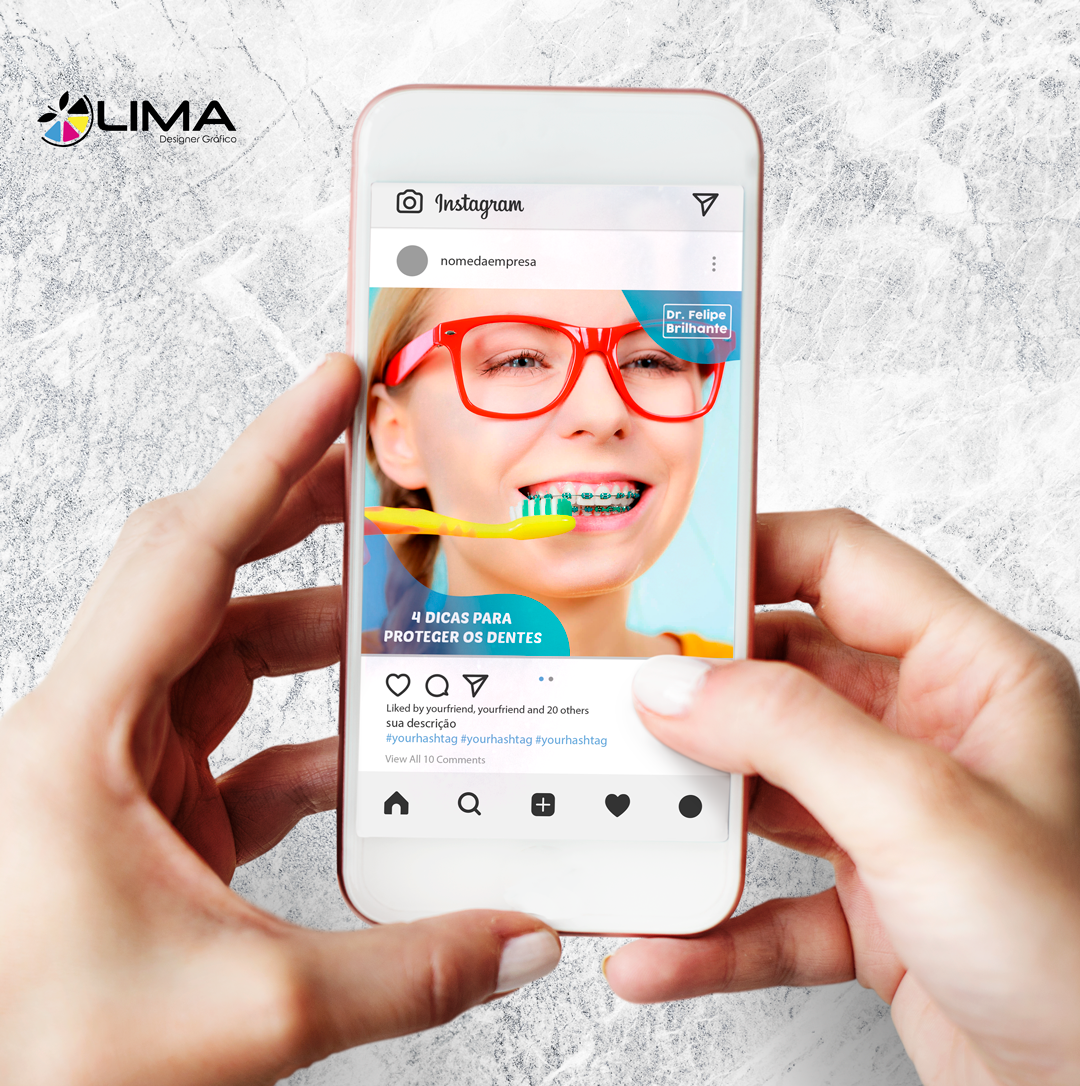 LIMA
Designer Gráfico
Instagram
nomedaempresa
Dr. Felipe
Brilhante
4 DICAS PARA
PROTEGER OS DENTES
Liked by yourfriend, yourfriend and 20 others
sua descrição
#yourhashtag #yourhashtag #yourhashtag
View All 10 Comments